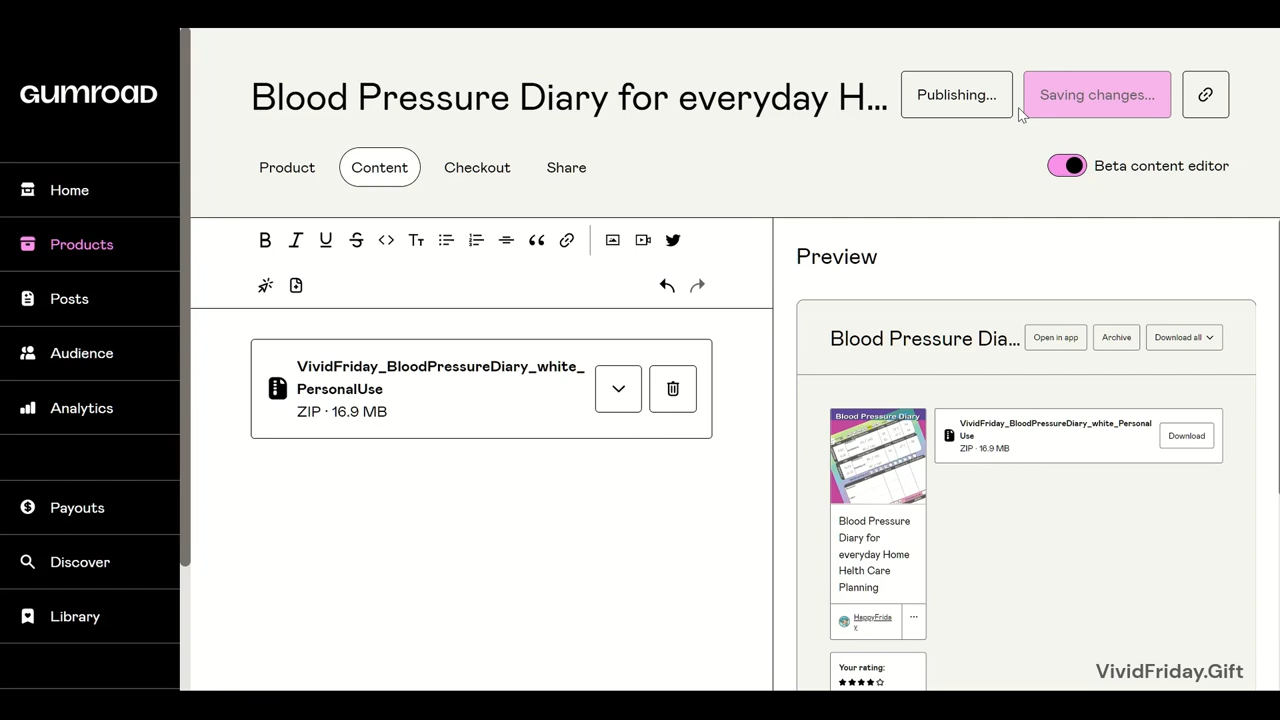 GUMROAD
Home
Products
Posts
Audience
Analytics
Payouts
Discover
Library
Blood Pressure Diary for everyday H...
Publishing...
Saving changes...
Product
Content
Checkout
Share
Beta content editor
VividFriday_BloodPressureDiary_white_
PersonalUse
ZIP · 16.9 MB
Preview
Blood Pressure Dia...
Open in app
Archive
Download all
Blood Pressure Diary
VividFriday_BloodPressureDiary_white_Personal
Use
ZIP · 16.9 MB
Download
Blood Pressure
Diary for
everyday Home
Helth Care
Planning
HappyFrida
y
Your rating:
VividFriday.Gift